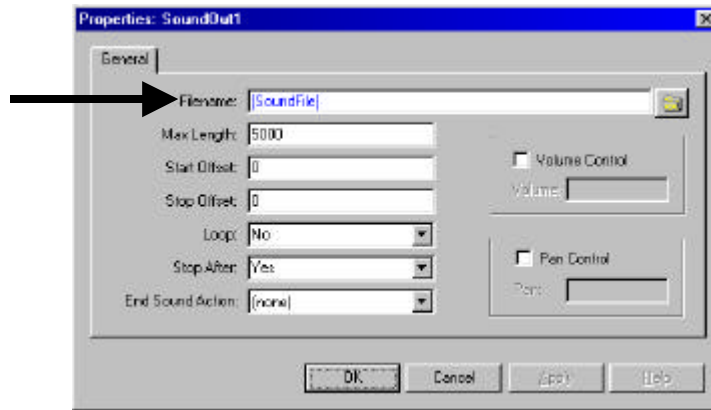 Properties: SoundOut1
General
Filename: [SoundFile]
Max Length: 5000
Start Offset: 0
Stop Offset: 0
Loop: No
Stop After: Yes
End Sound Action: (none)
Volume Control
Volume:
Pan Control
Pan:
OK Cancel Apply Help